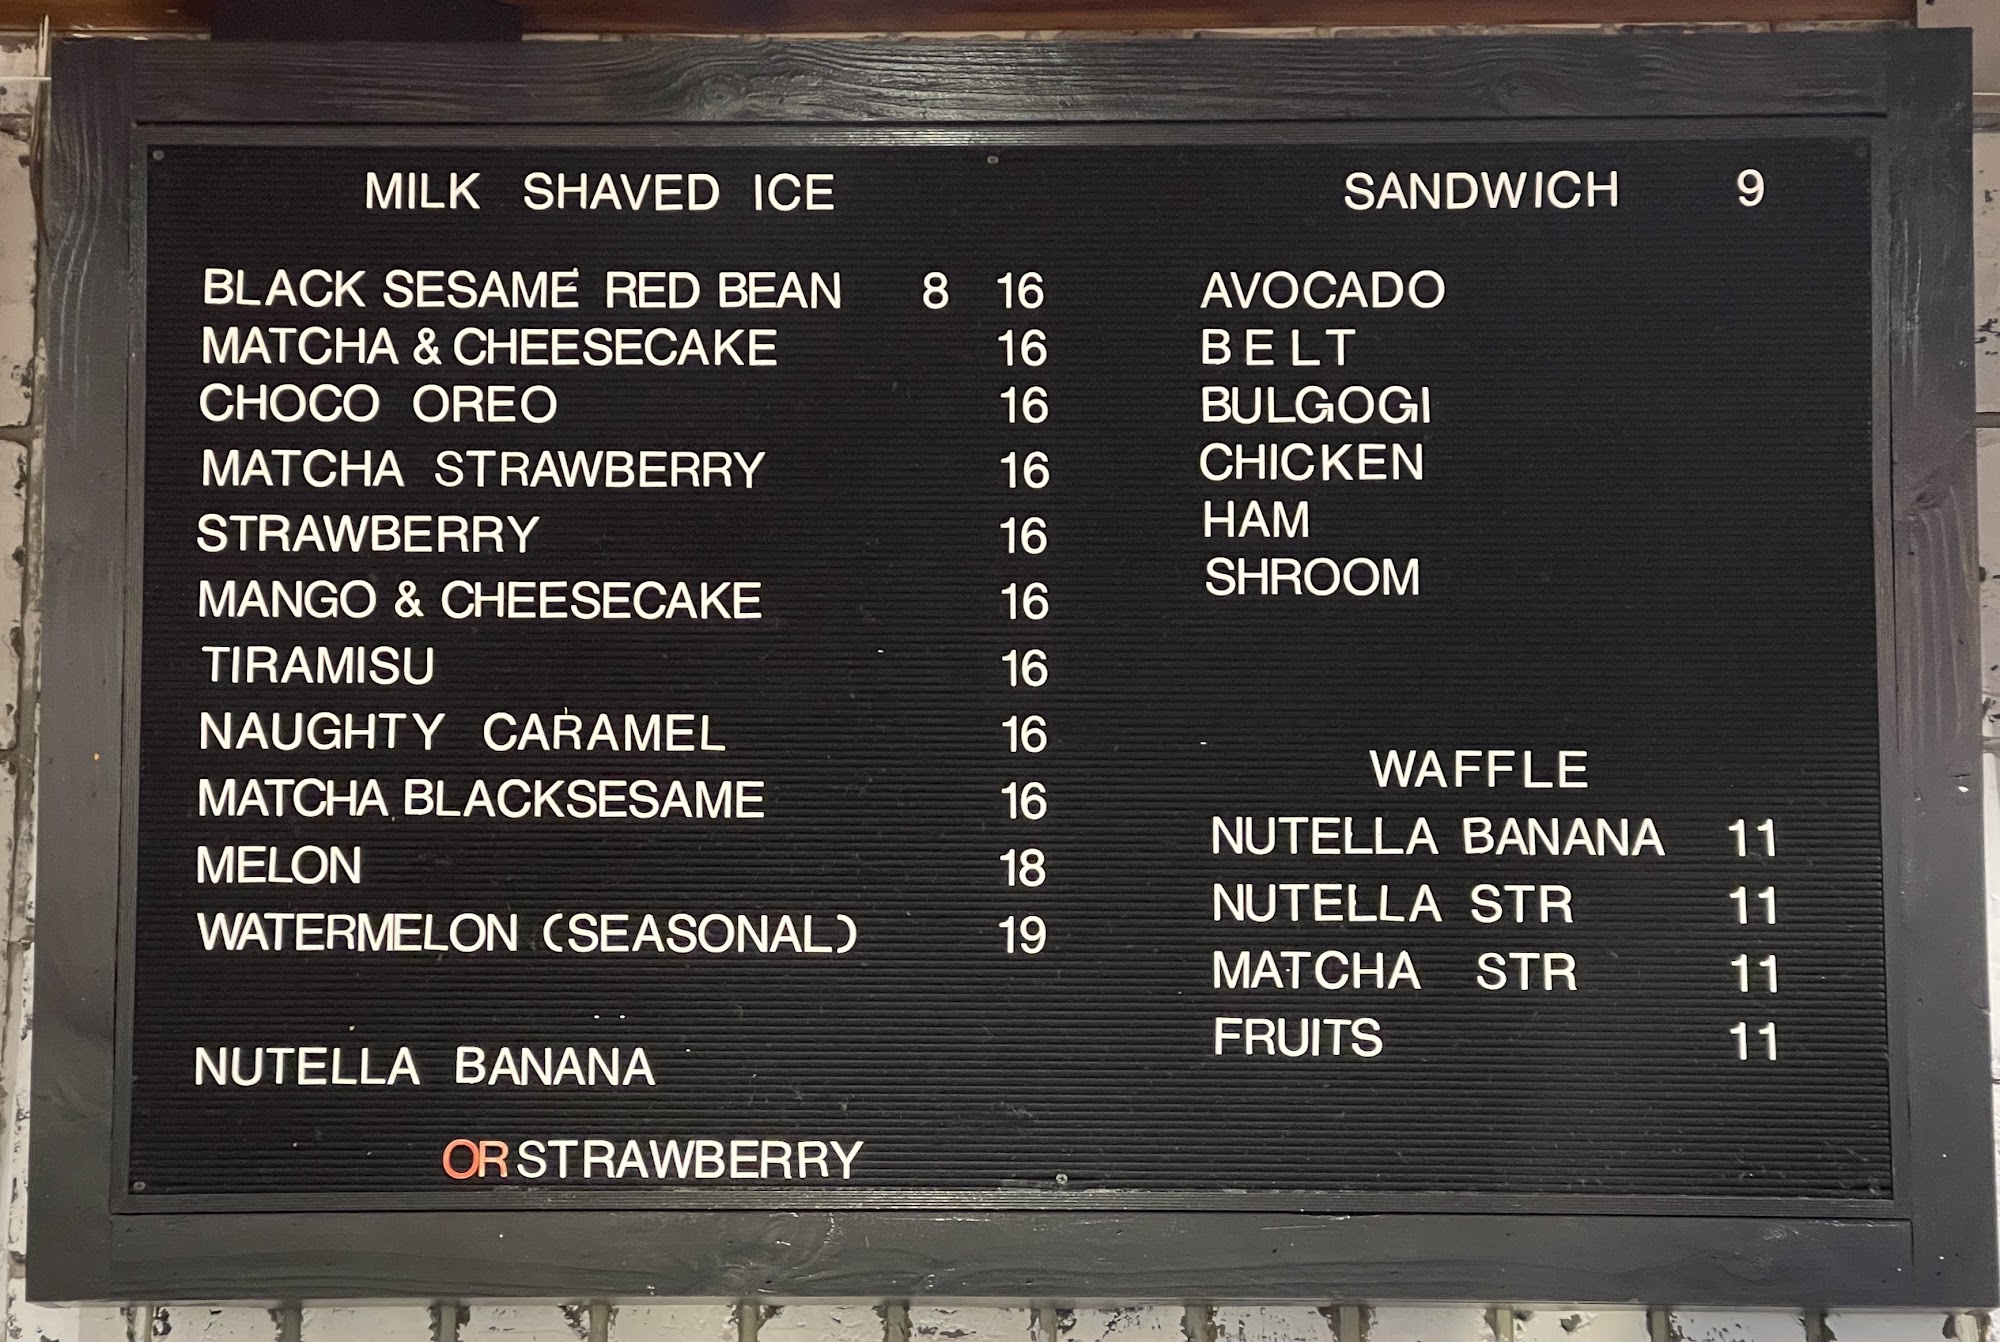 MILK SHAVED ICE
BLACK SESAME RED BEAN 8 16
MATCHA & CHEESECAKE 16
CHOCO OREO 16
MATCHA STRAWBERRY 16
STRAWBERRY 16
MANGO & CHEESECAKE 16
TIRAMISU 16
NAUGHTY CARAMEL 16
MATCHA BLACKSESAME 16
MELON 18
WATERMELON (SEASONAL) 19
NUTELLA BANANA
OR STRAWBERRY
SANDWICH 9
AVOCADO
BELT
BULGOGI
CHICKEN
HAM
SHROOM
WAFFLE
NUTELLA BANANA 11
NUTELLA STR 11
MATCHA STR 11
FRUITS 11